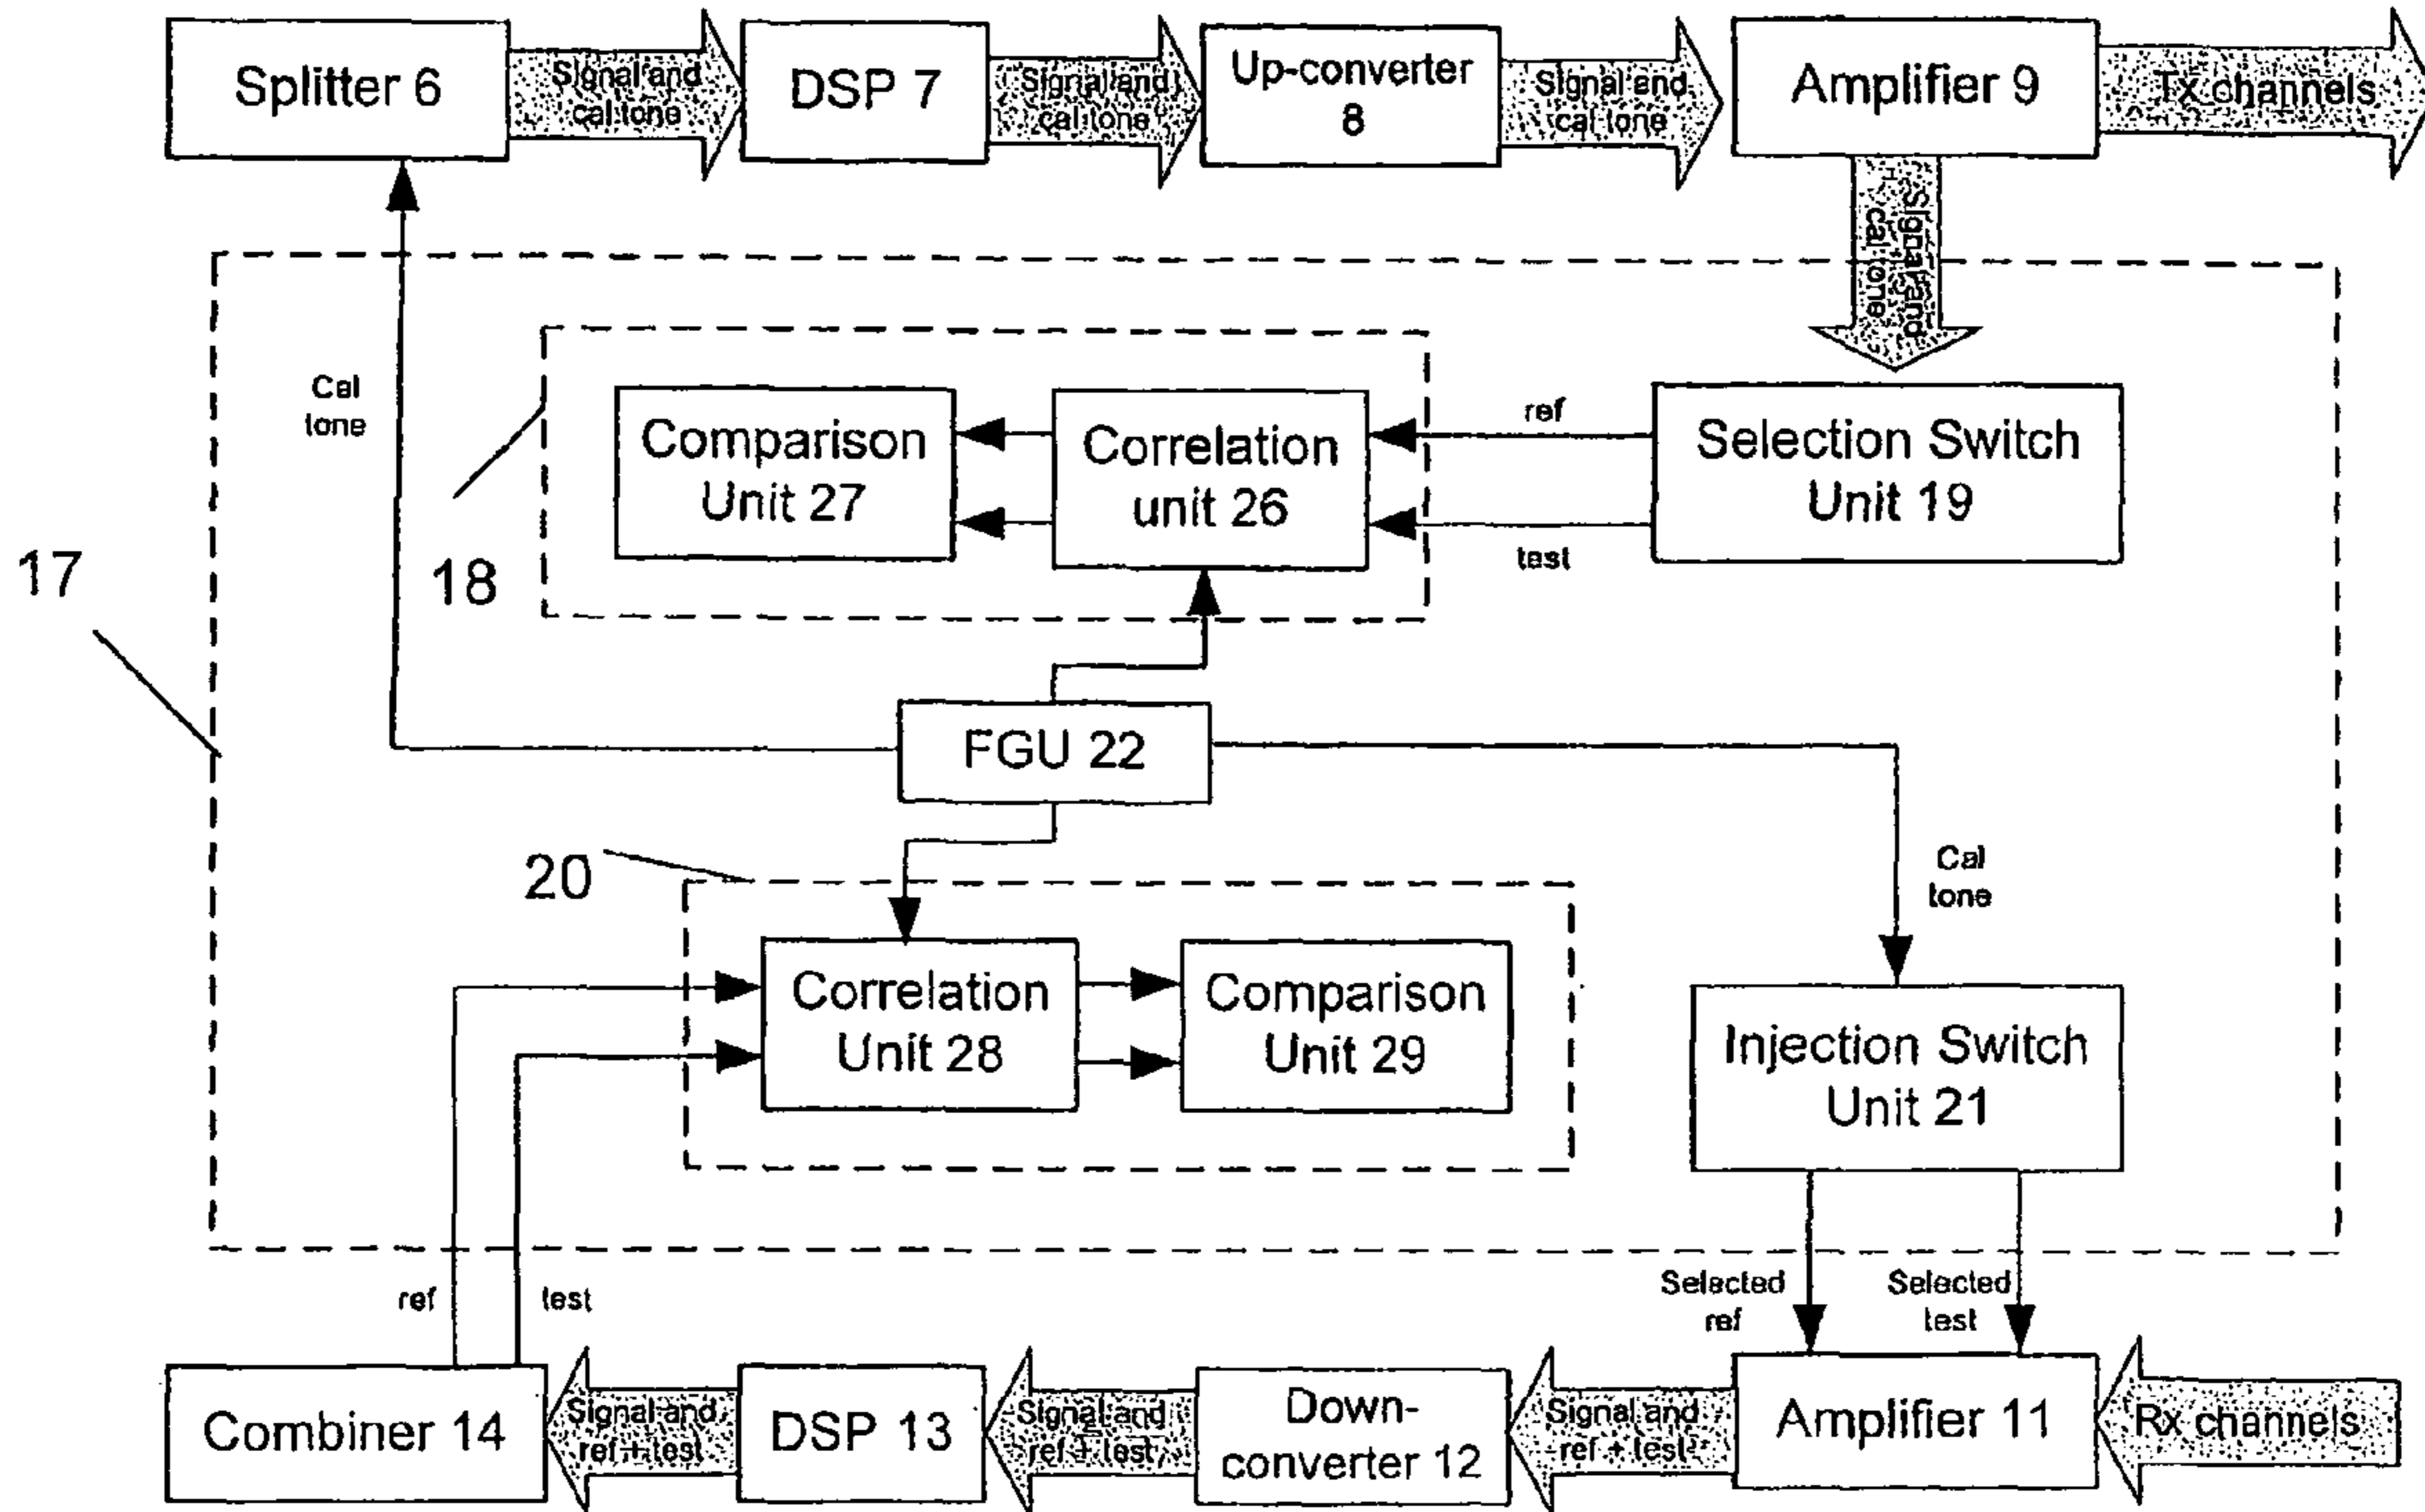 Splitter 6
Signal and
cal tone
DSP 7
Signal and
cal tone
Up-converter
8
Signal and
cal tone
Amplifier 9
Tx channels
Signal and
cal tone
Cal
tone
Comparison
Unit 27
Correlation
unit 26
ref
test
Selection Switch
Unit 19
17
18
FGU 22
20
Cal
tone
Correlation
Unit 28
Comparison
Unit 29
Injection Switch
Unit 21
ref
test
Selected
ref
Selected
test
Combiner 14
Signal and
ref + test
DSP 13
Signal and
ref + test
Down-
converter 12
Signal and
ref + test
Amplifier 11
Rx channels